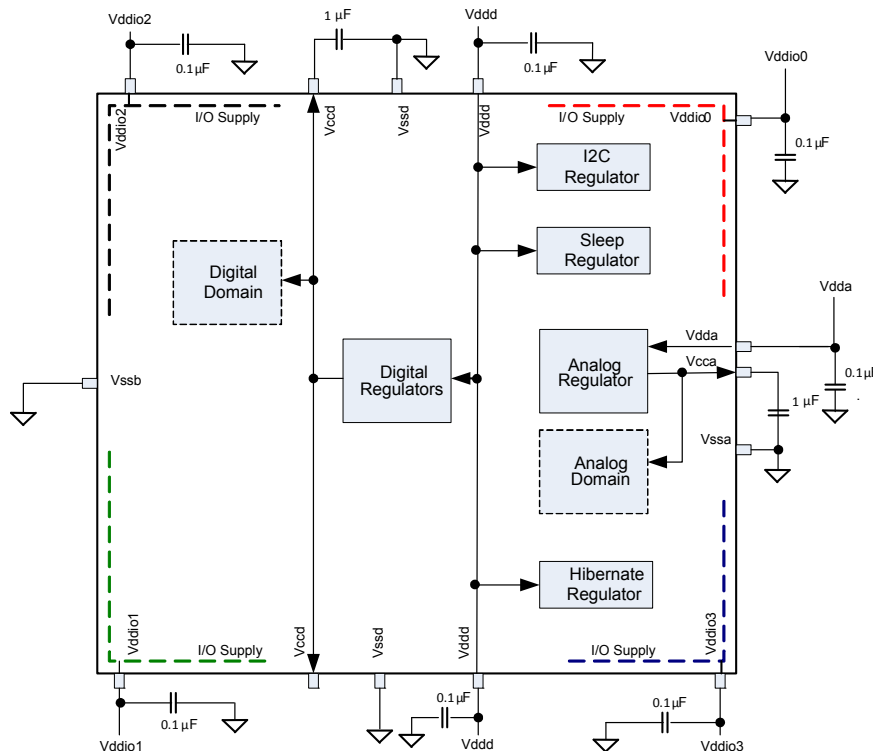 Vddio2
1 µF
Vddd
0.1 µF
0.1 µF
Vddio0
0.1 µF
Vddio2
I/O Supply
Vccd
Vssd
Vddd
I/O Supply
Vddio0
I2C
Regulator
Sleep
Regulator
Digital
Domain
Vdda
Vdda
Digital
Regulators
Analog
Regulator
Vcca
0.1 µ
1 µF
.
Vssb
Analog
Domain
Vssa
Hibernate
Regulator
Vddio1
I/O Supply
Vccd
Vssd
Vddd
I/O Supply
Vddio3
0.1 µF
0.1 µF
0.1 µF
Vddio1
Vddd
Vddio3